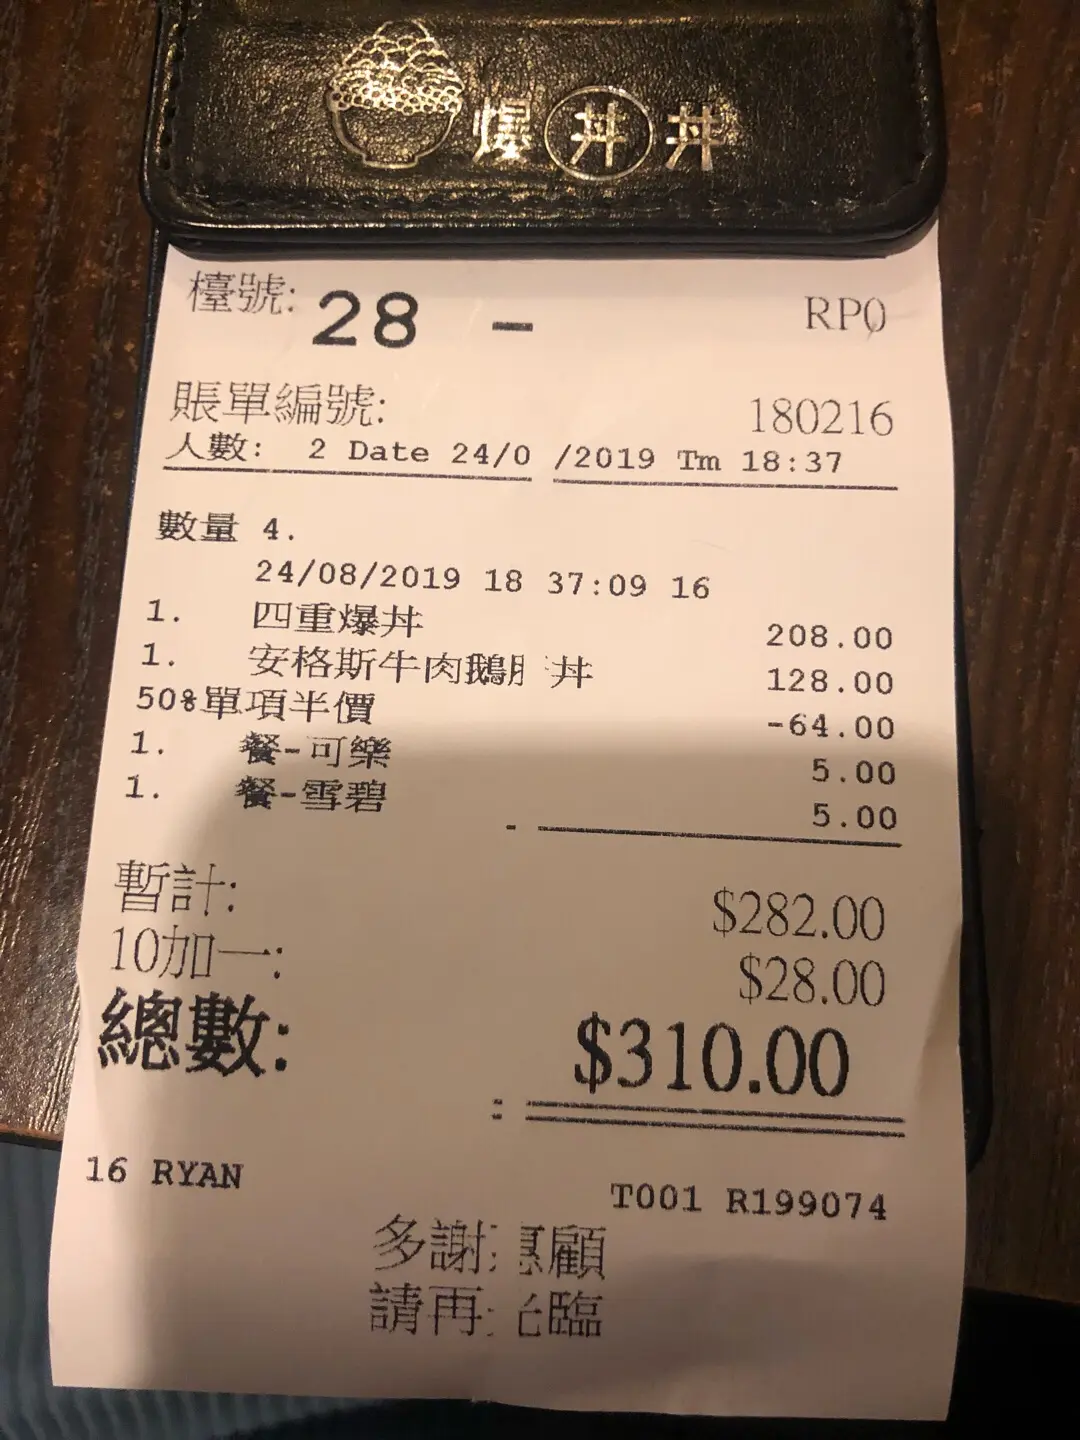 爆丼丼
檯號: 28 - RP0
賬單編號: 180216
人數: 2 Date 24/0 /2019 Tm 18:37
數量 4.
24/08/2019 18 37:09 16
1. 四重爆丼 208.00
1. 安格斯牛肉鵝肝丼 128.00
50%單項半價 -64.00
1. 餐-可樂 5.00
1. 餐-雪碧 5.00
暫計: $282.00
10加一: $28.00
總數: $310.00
16 RYAN T001 R199074
多謝惠顧
請再光臨